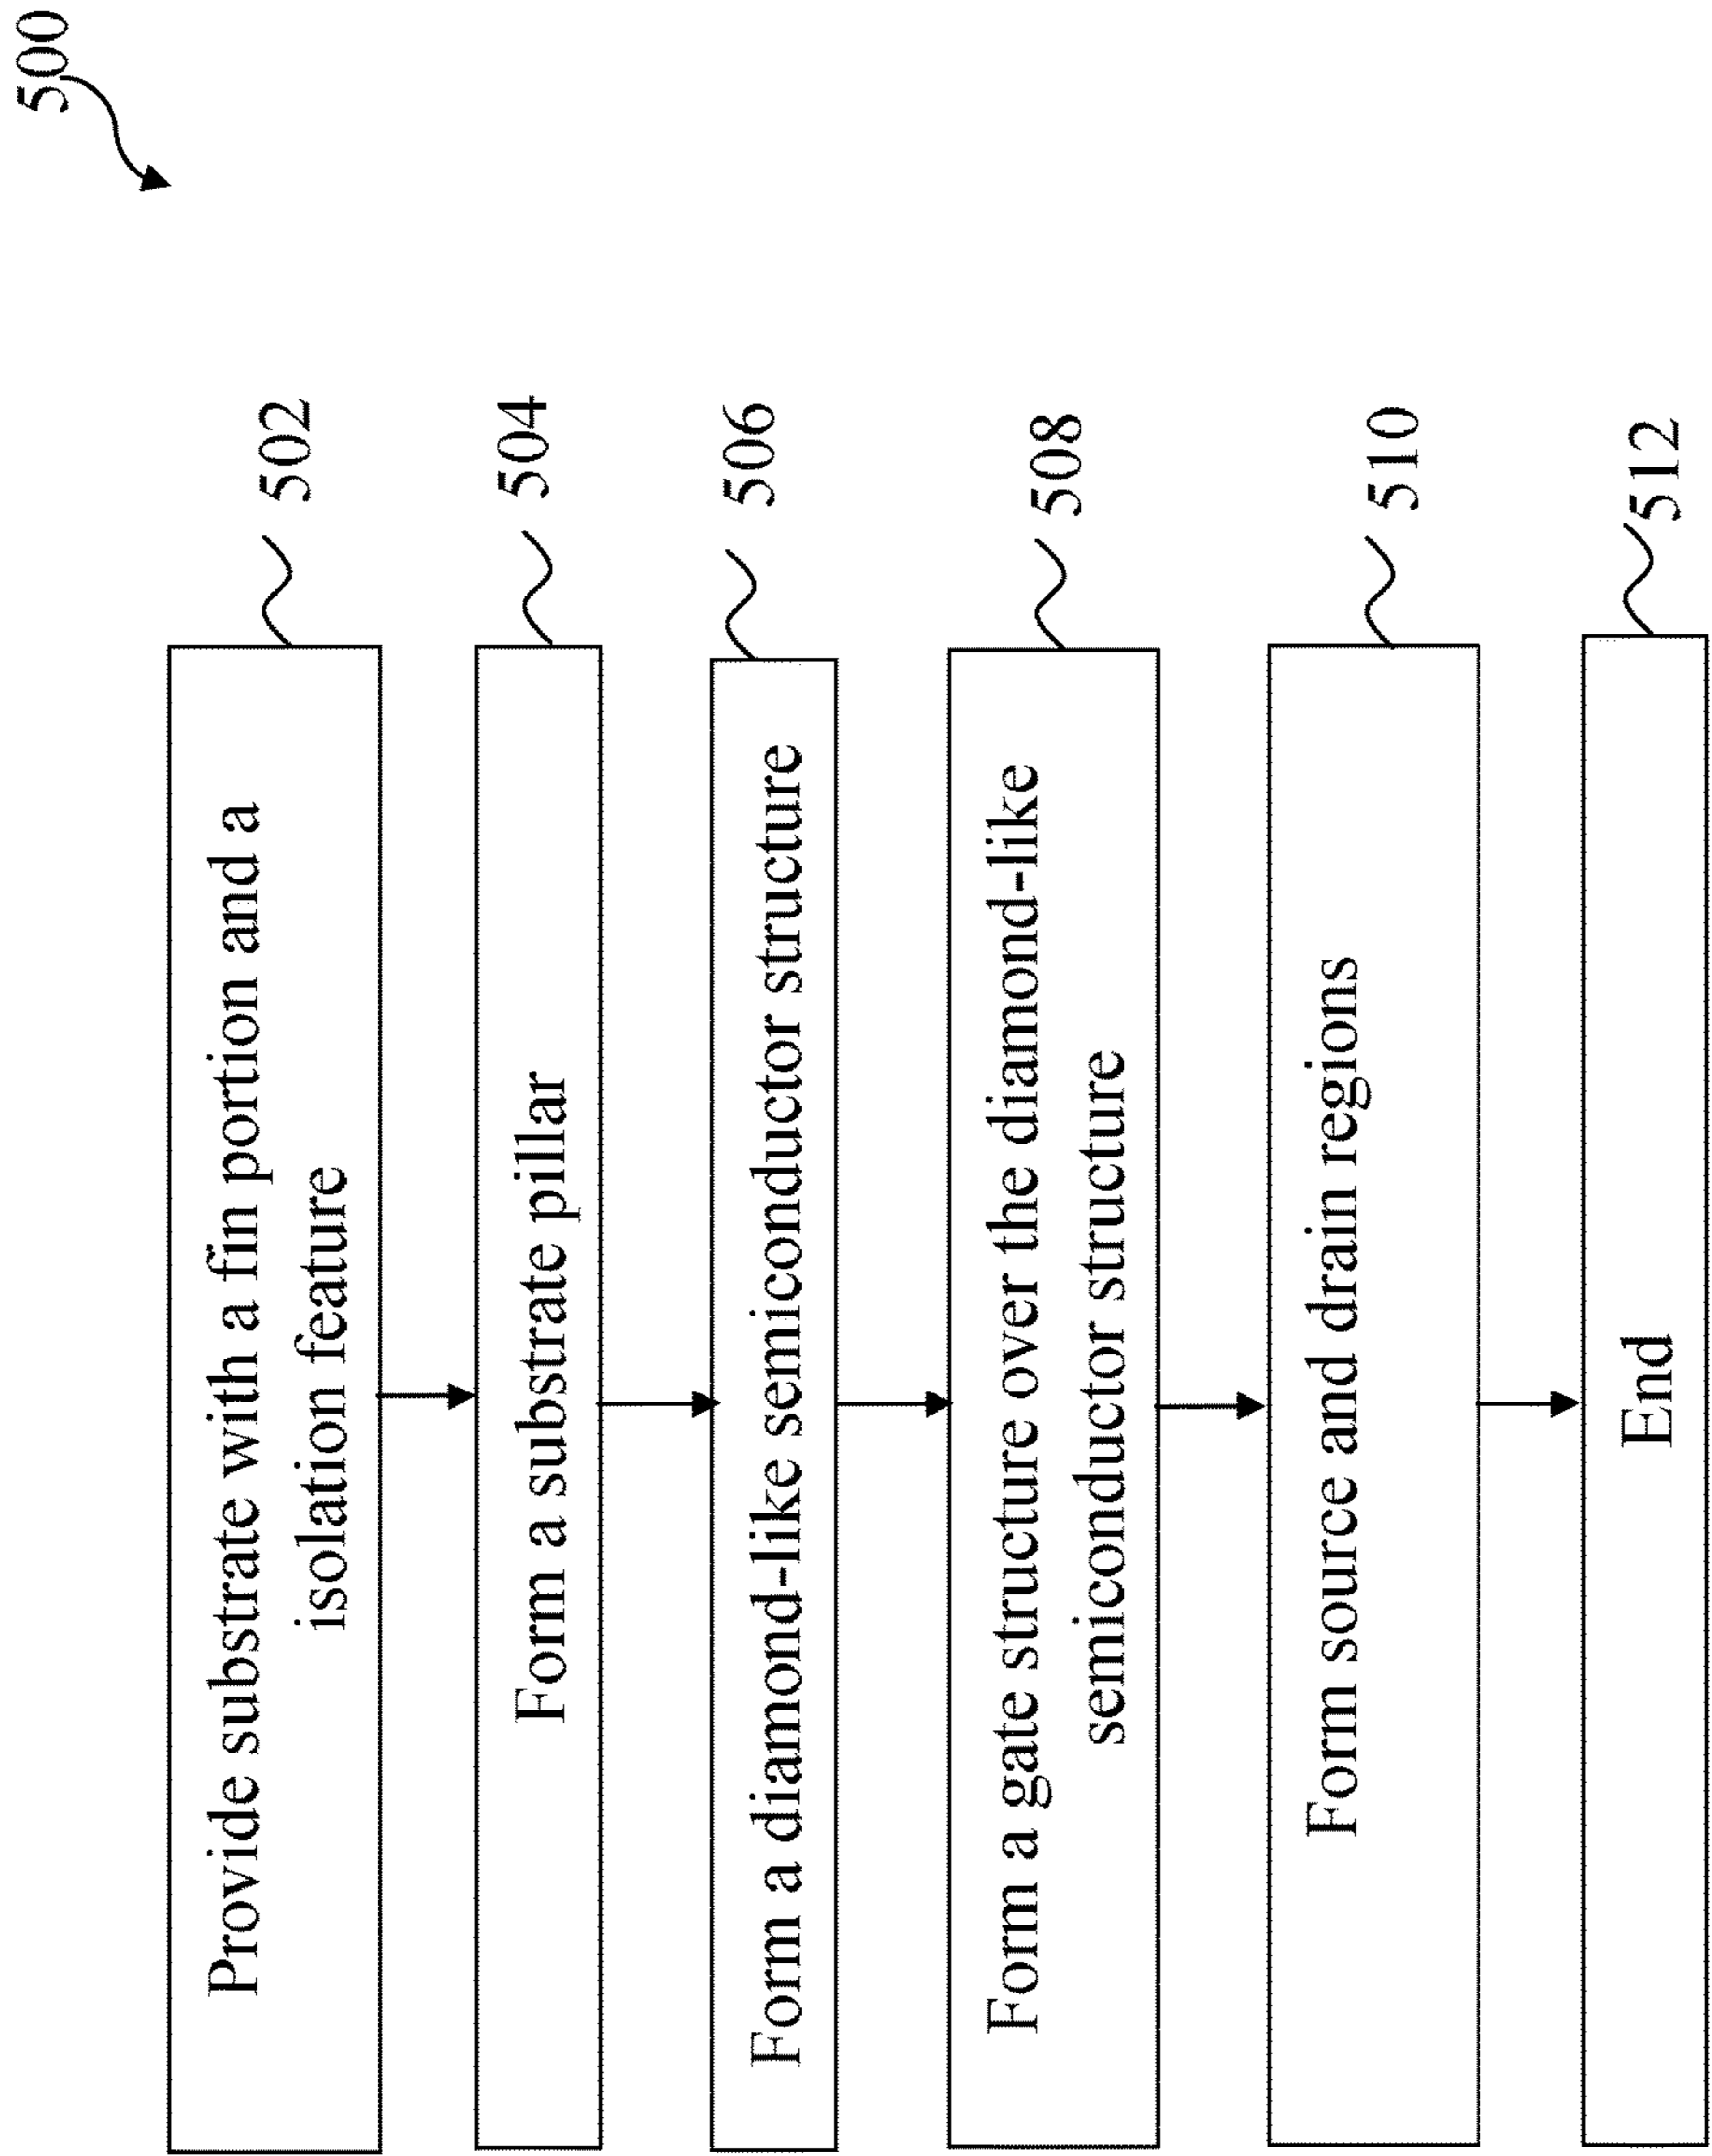 500
Provide substrate with a fin portion and a
isolation feature
502
Form a substrate pillar
504
Form a diamond-like semiconductor structure
506
Form a gate structure over the diamond-like
semiconductor structure
508
Form source and drain regions
510
End
512